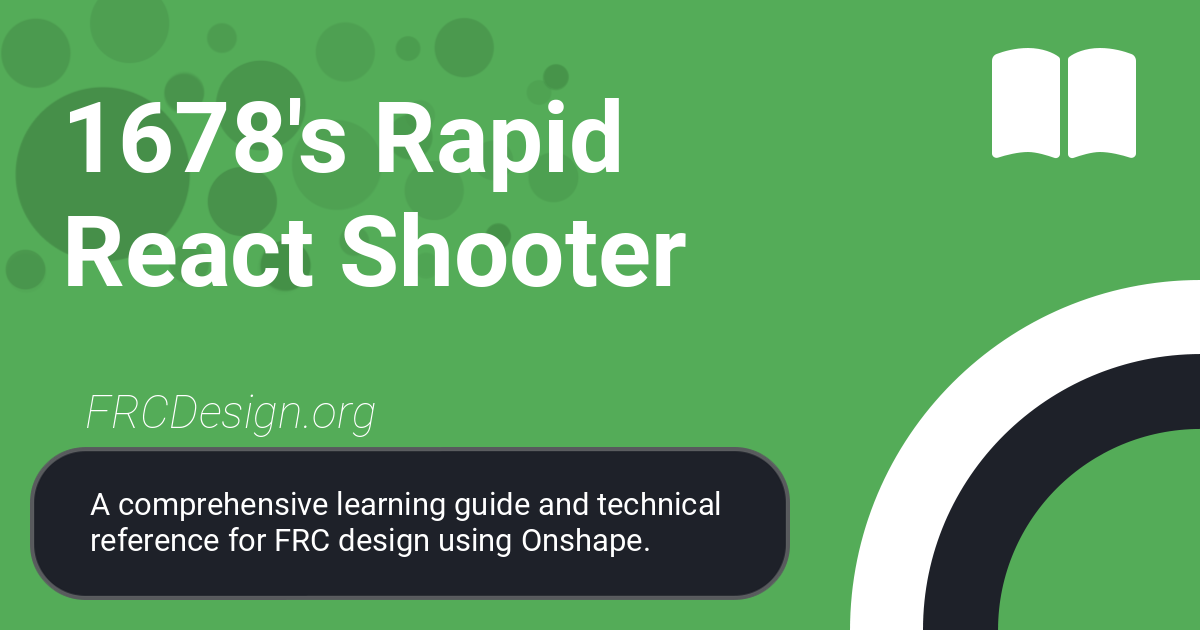 1678's Rapid
React Shooter
FRCDesign.org
A comprehensive learning guide and technical
reference for FRC design using Onshape.